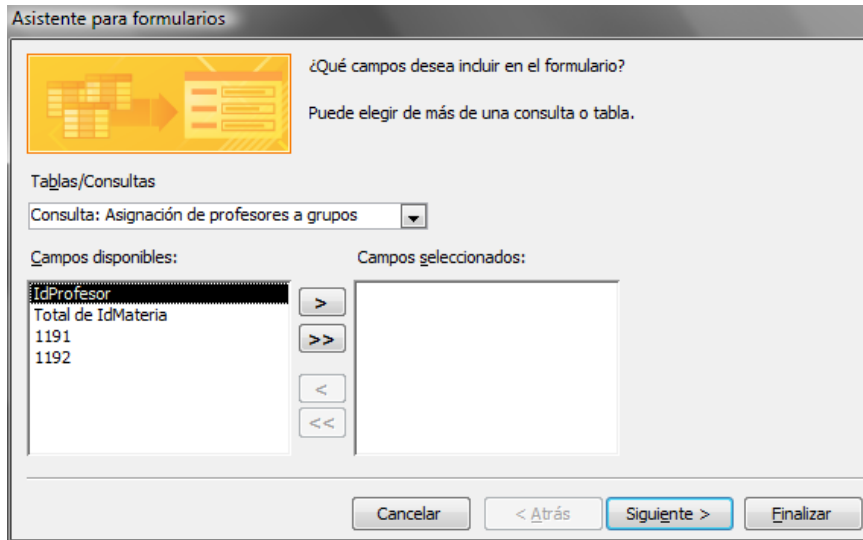 Asistente para formularios
¿Qué campos desea incluir en el formulario?
Puede elegir de más de una consulta o tabla.
Tablas/Consultas
Consulta: Asignación de profesores a grupos
Campos disponibles:
Campos seleccionados:
IdProfesor
Total de IdMateria
1191
1192
>
>>
<
<<
Cancelar
< Atrás
Siguiente >
Finalizar